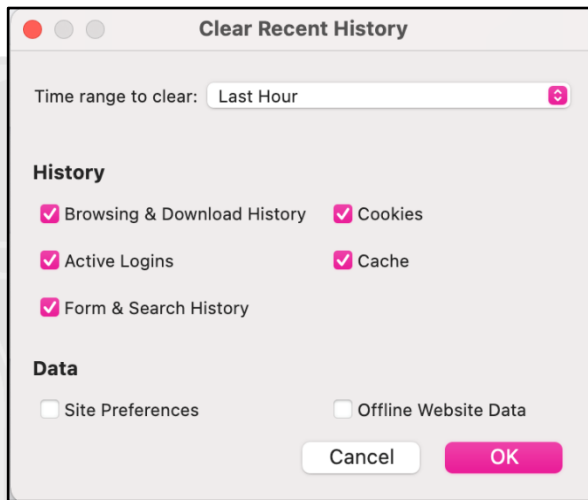 Clear Recent History
Time range to clear: Last Hour
History
Browsing & Download History Cookies
Active Logins Cache
Form & Search History
Data
Site Preferences Offline Website Data
Cancel OK